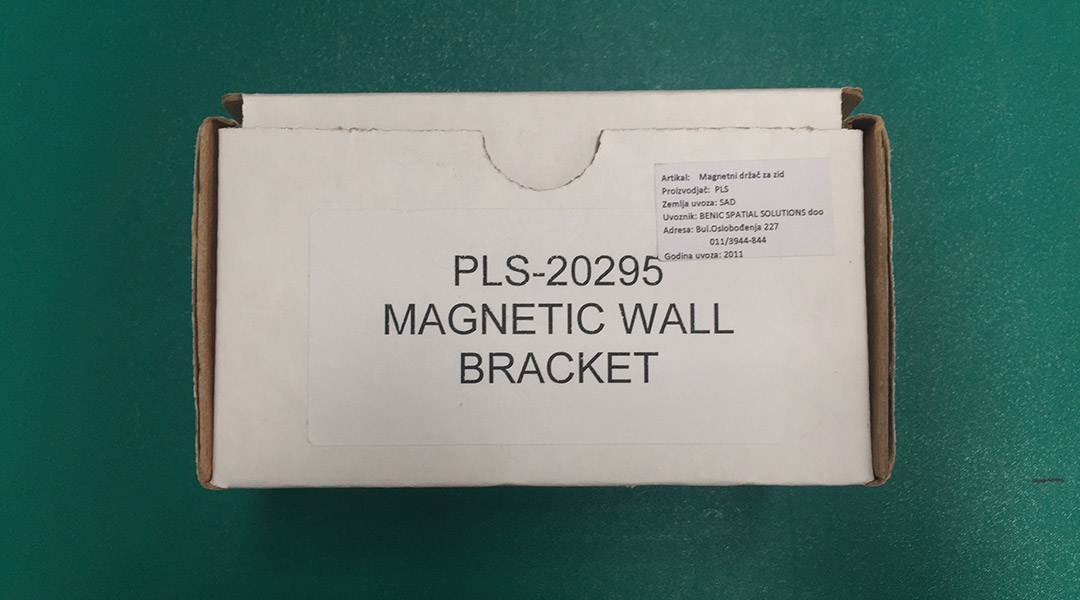 Artikal: Magnetni držač za zid
Proizvodjač: PLS
Zemlja uvoza: SAD
Uvoznik: BENIC SPATIAL SOLUTIONS doo
Adresa: Bul.Oslobođenja 227
011/3944-844
Godina uvoza: 2011
PLS-20295
MAGNETIC WALL
BRACKET